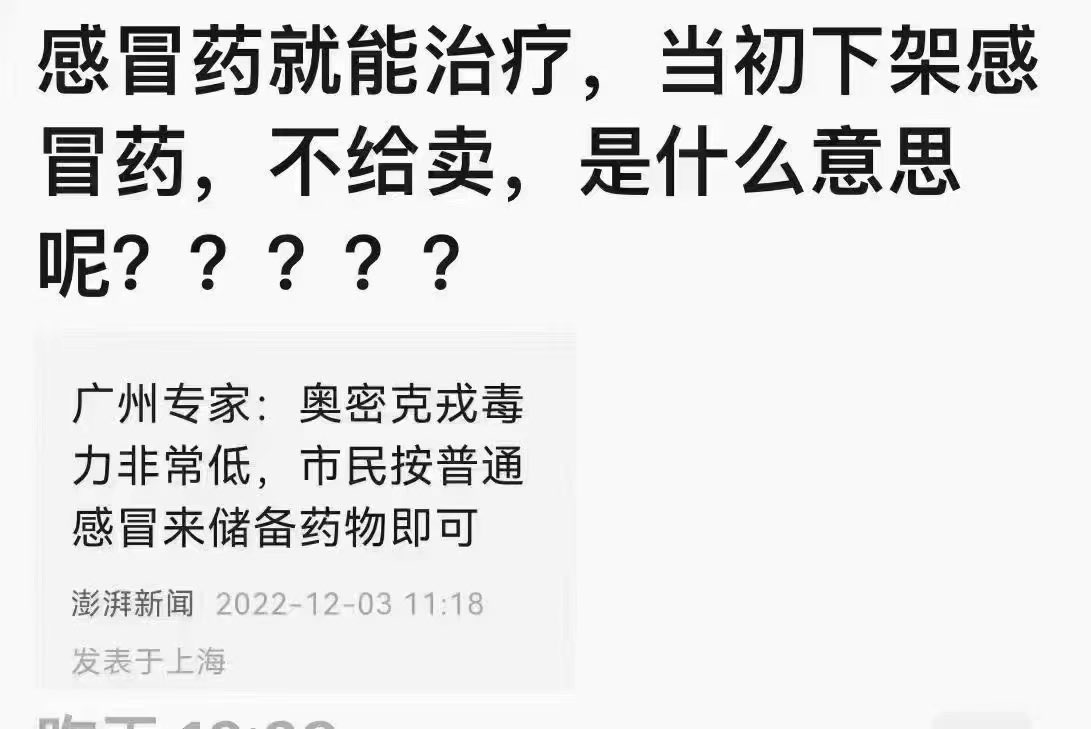 感冒药就能治疗，当初下架感
冒药，不给卖，是什么意思
呢？？？？？
广州专家：奥密克戎毒
力非常低，市民按普通
感冒来储备药物即可
澎湃新闻 2022-12-03 11:18
发表于上海